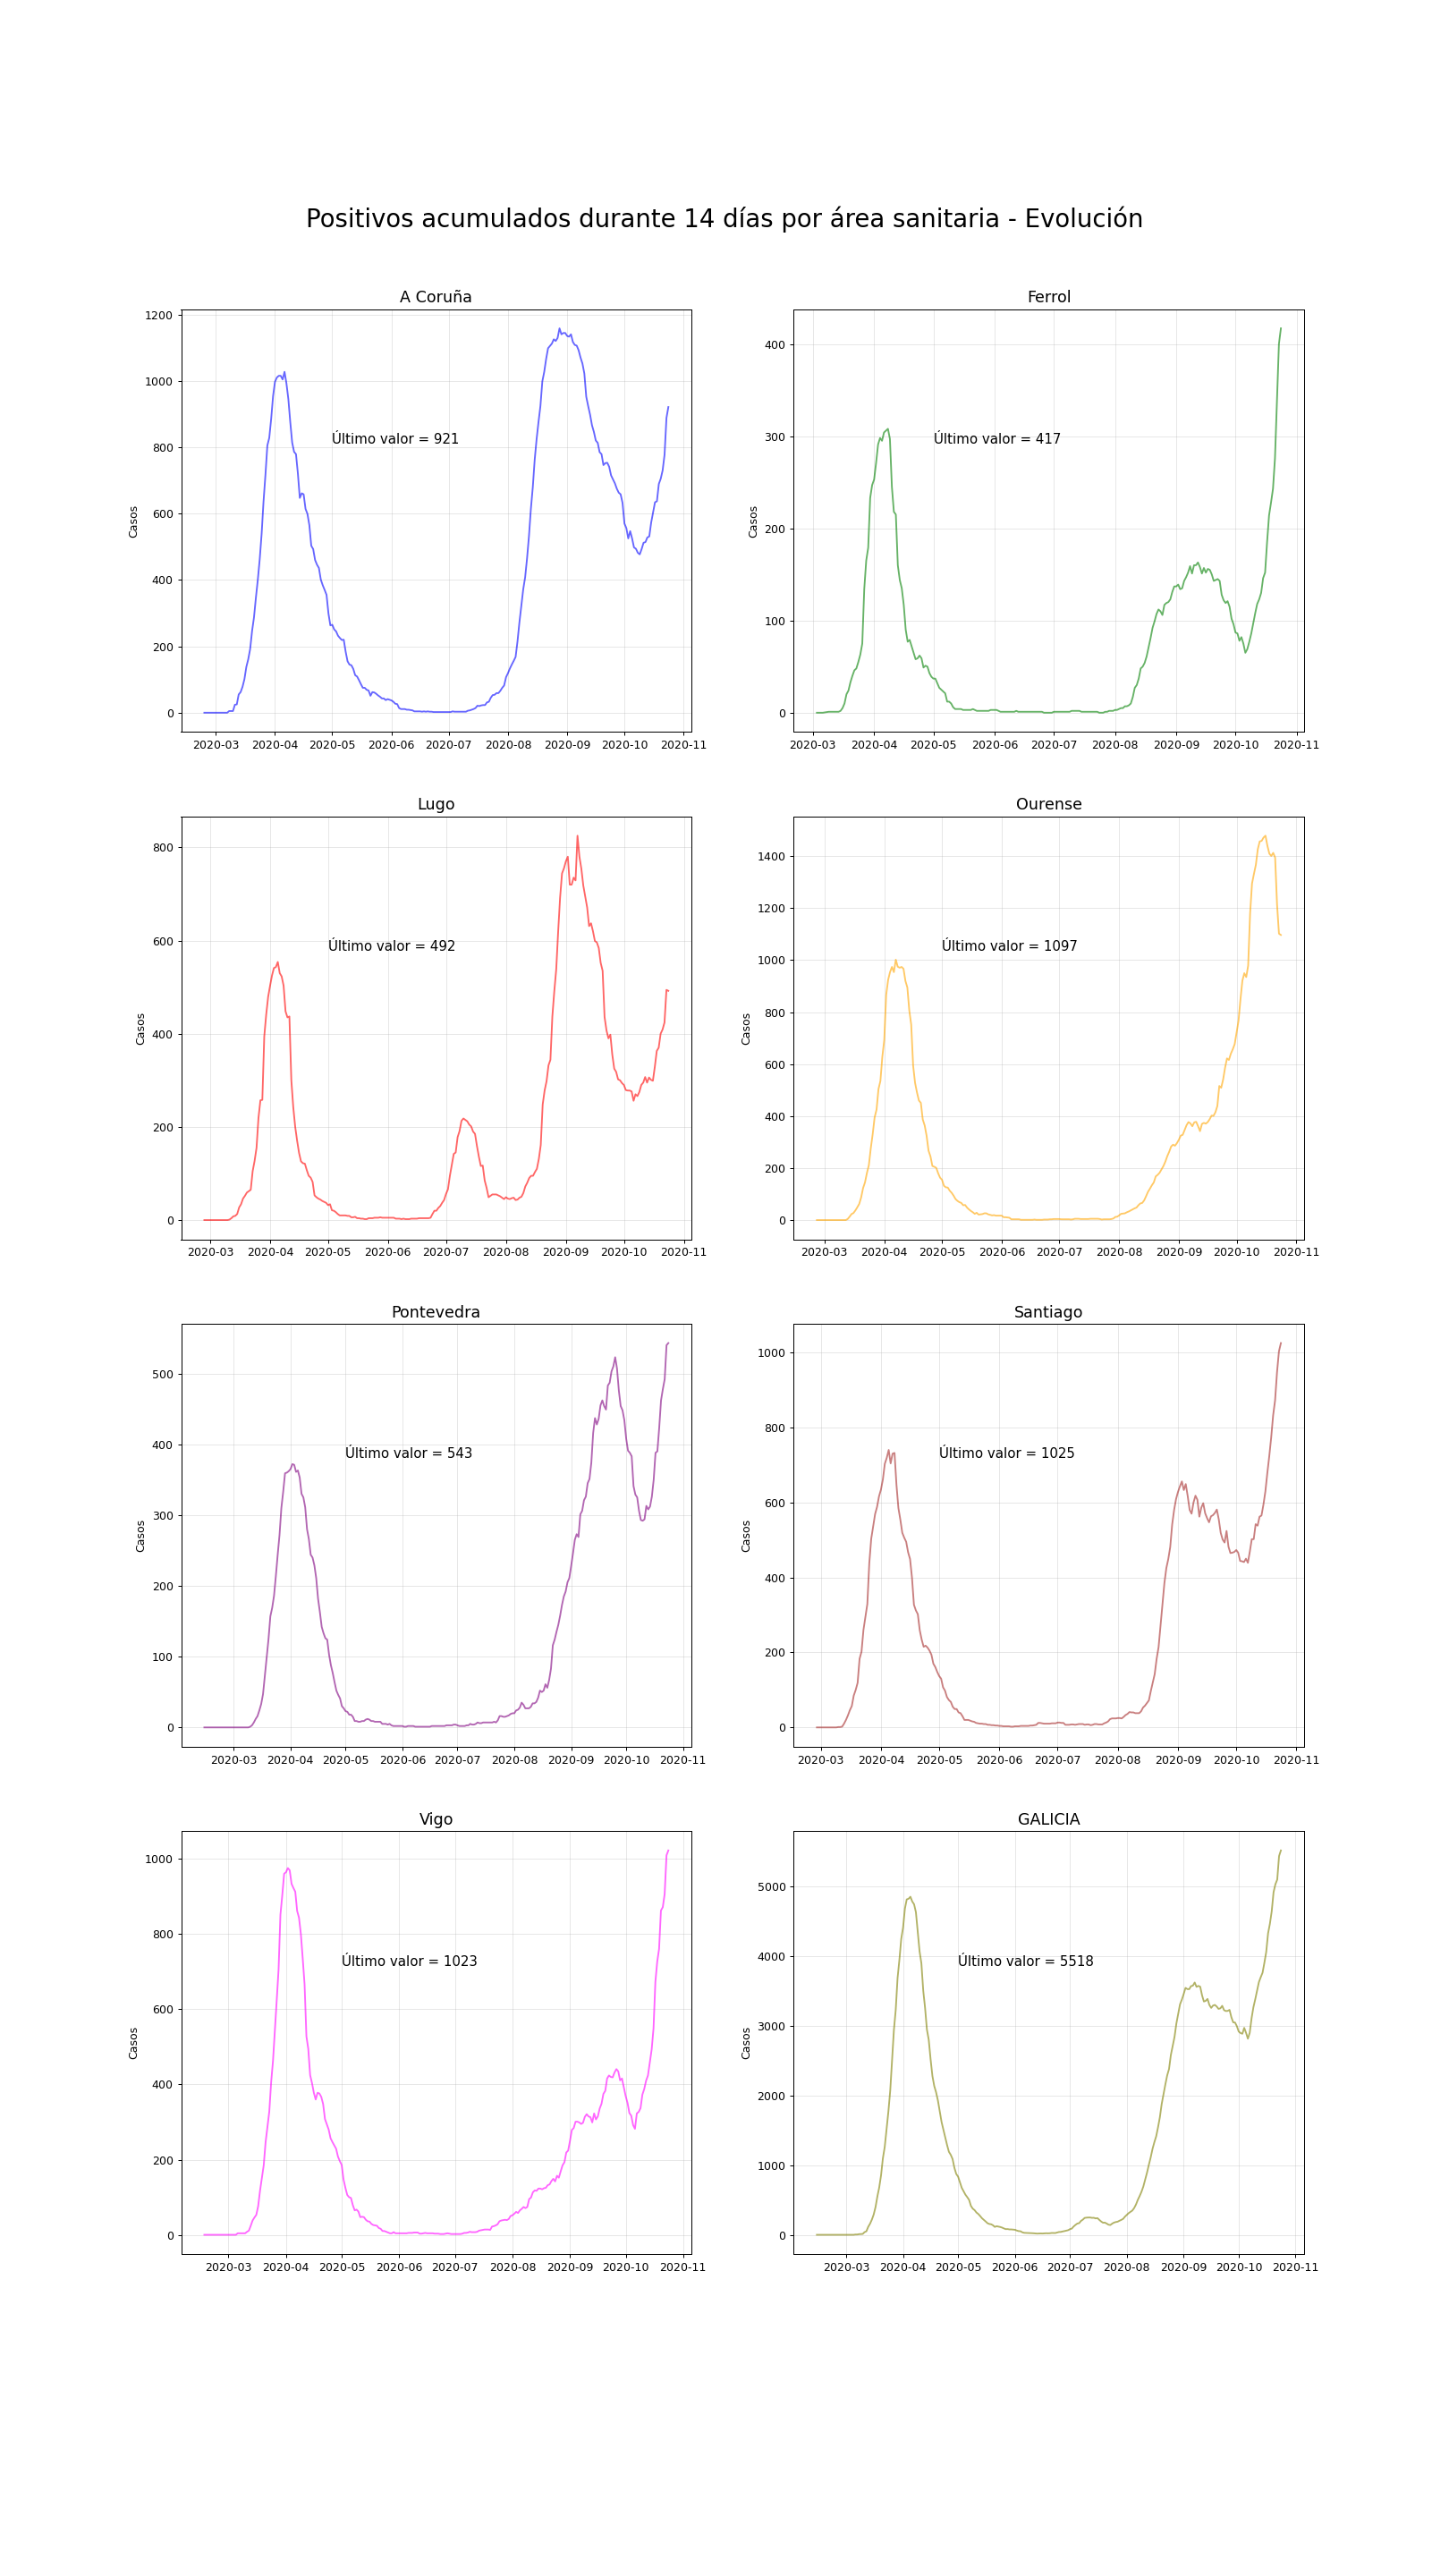 Positivos acumulados durante 14 días por área sanitaria - Evolución
A Coruña
1200
1000
800
600
400
200
0
Casos
Último valor = 921
2020-03 2020-04 2020-05 2020-06 2020-07 2020-08 2020-09 2020-10 2020-11
Ferrol
400
300
200
100
0
Casos
Último valor = 417
2020-03 2020-04 2020-05 2020-06 2020-07 2020-08 2020-09 2020-10 2020-11
Lugo
800
600
400
200
0
Casos
Último valor = 492
2020-03 2020-04 2020-05 2020-06 2020-07 2020-08 2020-09 2020-10 2020-11
Ourense
1400
1200
1000
800
600
400
200
0
Casos
Último valor = 1097
2020-03 2020-04 2020-05 2020-06 2020-07 2020-08 2020-09 2020-10 2020-11
Pontevedra
500
400
300
200
100
0
Casos
Último valor = 543
2020-03 2020-04 2020-05 2020-06 2020-07 2020-08 2020-09 2020-10 2020-11
Santiago
1000
800
600
400
200
0
Casos
Último valor = 1025
2020-03 2020-04 2020-05 2020-06 2020-07 2020-08 2020-09 2020-10 2020-11
Vigo
1000
800
600
400
200
0
Casos
Último valor = 1023
2020-03 2020-04 2020-05 2020-06 2020-07 2020-08 2020-09 2020-10 2020-11
GALICIA
5000
4000
3000
2000
1000
0
Casos
Último valor = 5518
2020-03 2020-04 2020-05 2020-06 2020-07 2020-08 2020-09 2020-10 2020-11